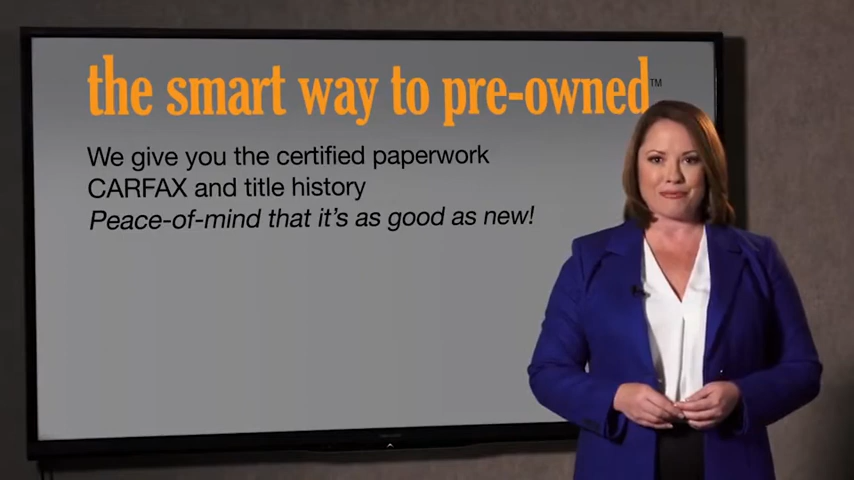 the smart way to pre-owned™
We give you the certified paperwork
CARFAX and title history
Peace-of-mind that it's as good as new!